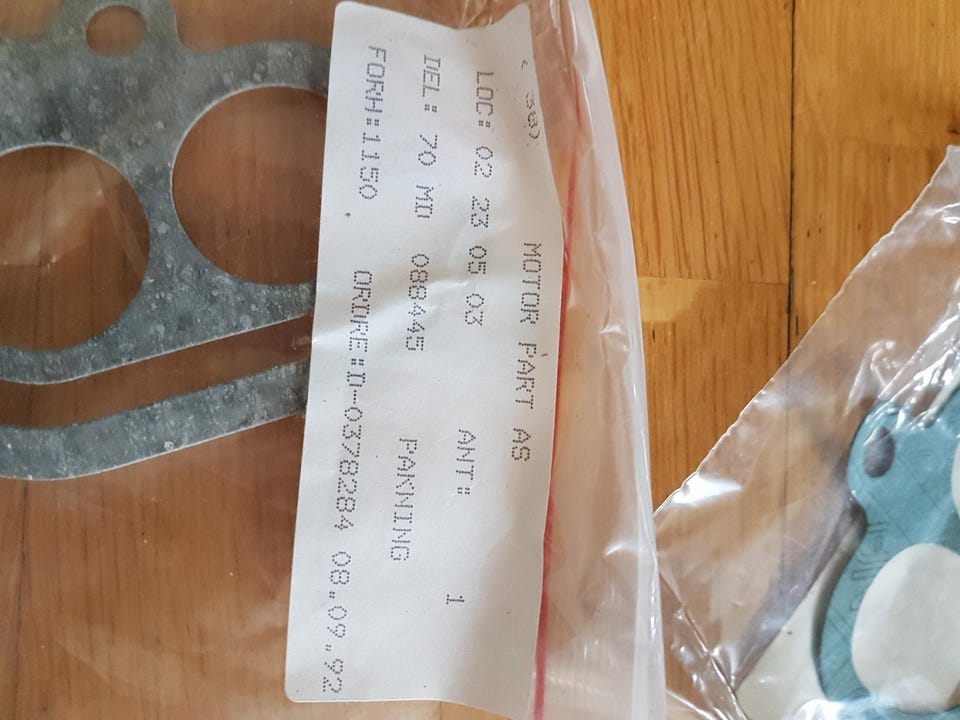 (387) MOTOR PART AS
LOC: 02 23 05 03 ANT: 1
DEL: 70 MD 088445 PAKNING
FORH:1150 ORDRE:D-0378284 08.09.92